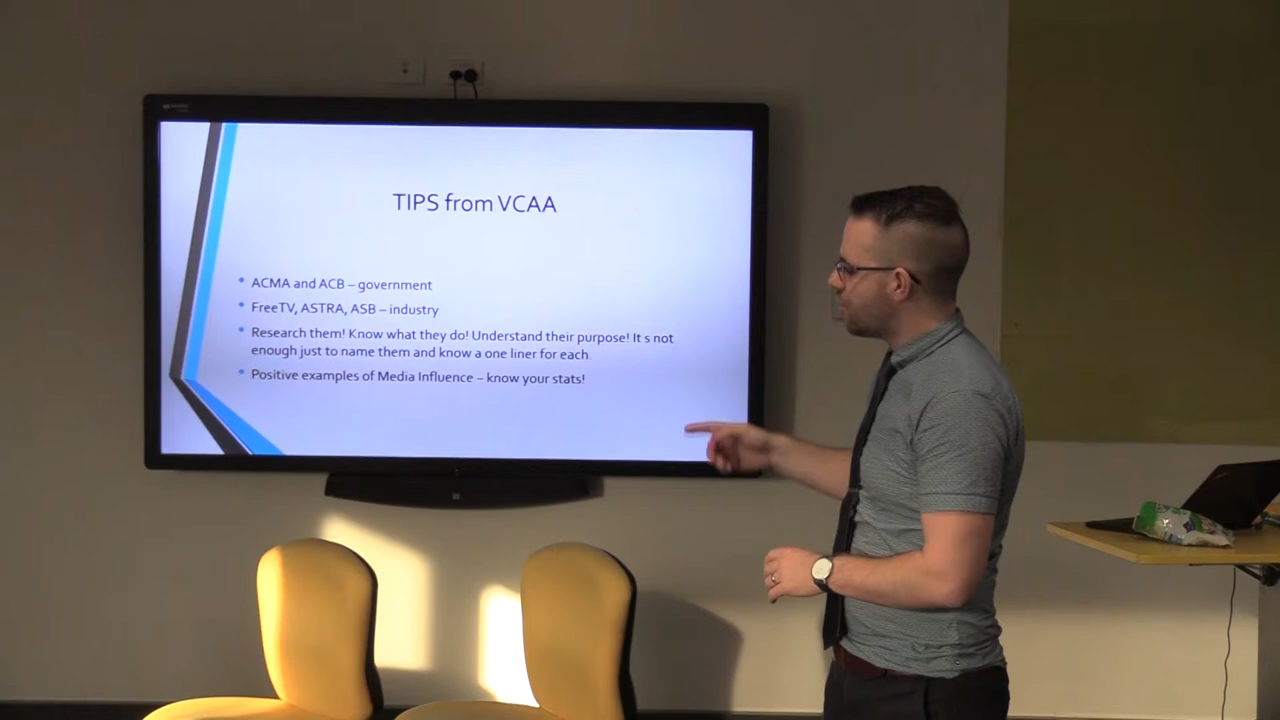 TIPS from VCAA
• ACMA and ACB – government
• FreeTV, ASTRA, ASB – industry
• Research them! Know what they do! Understand their purpose! It s not
enough just to name them and know a one liner for each.
• Positive examples of Media Influence – know your stats!